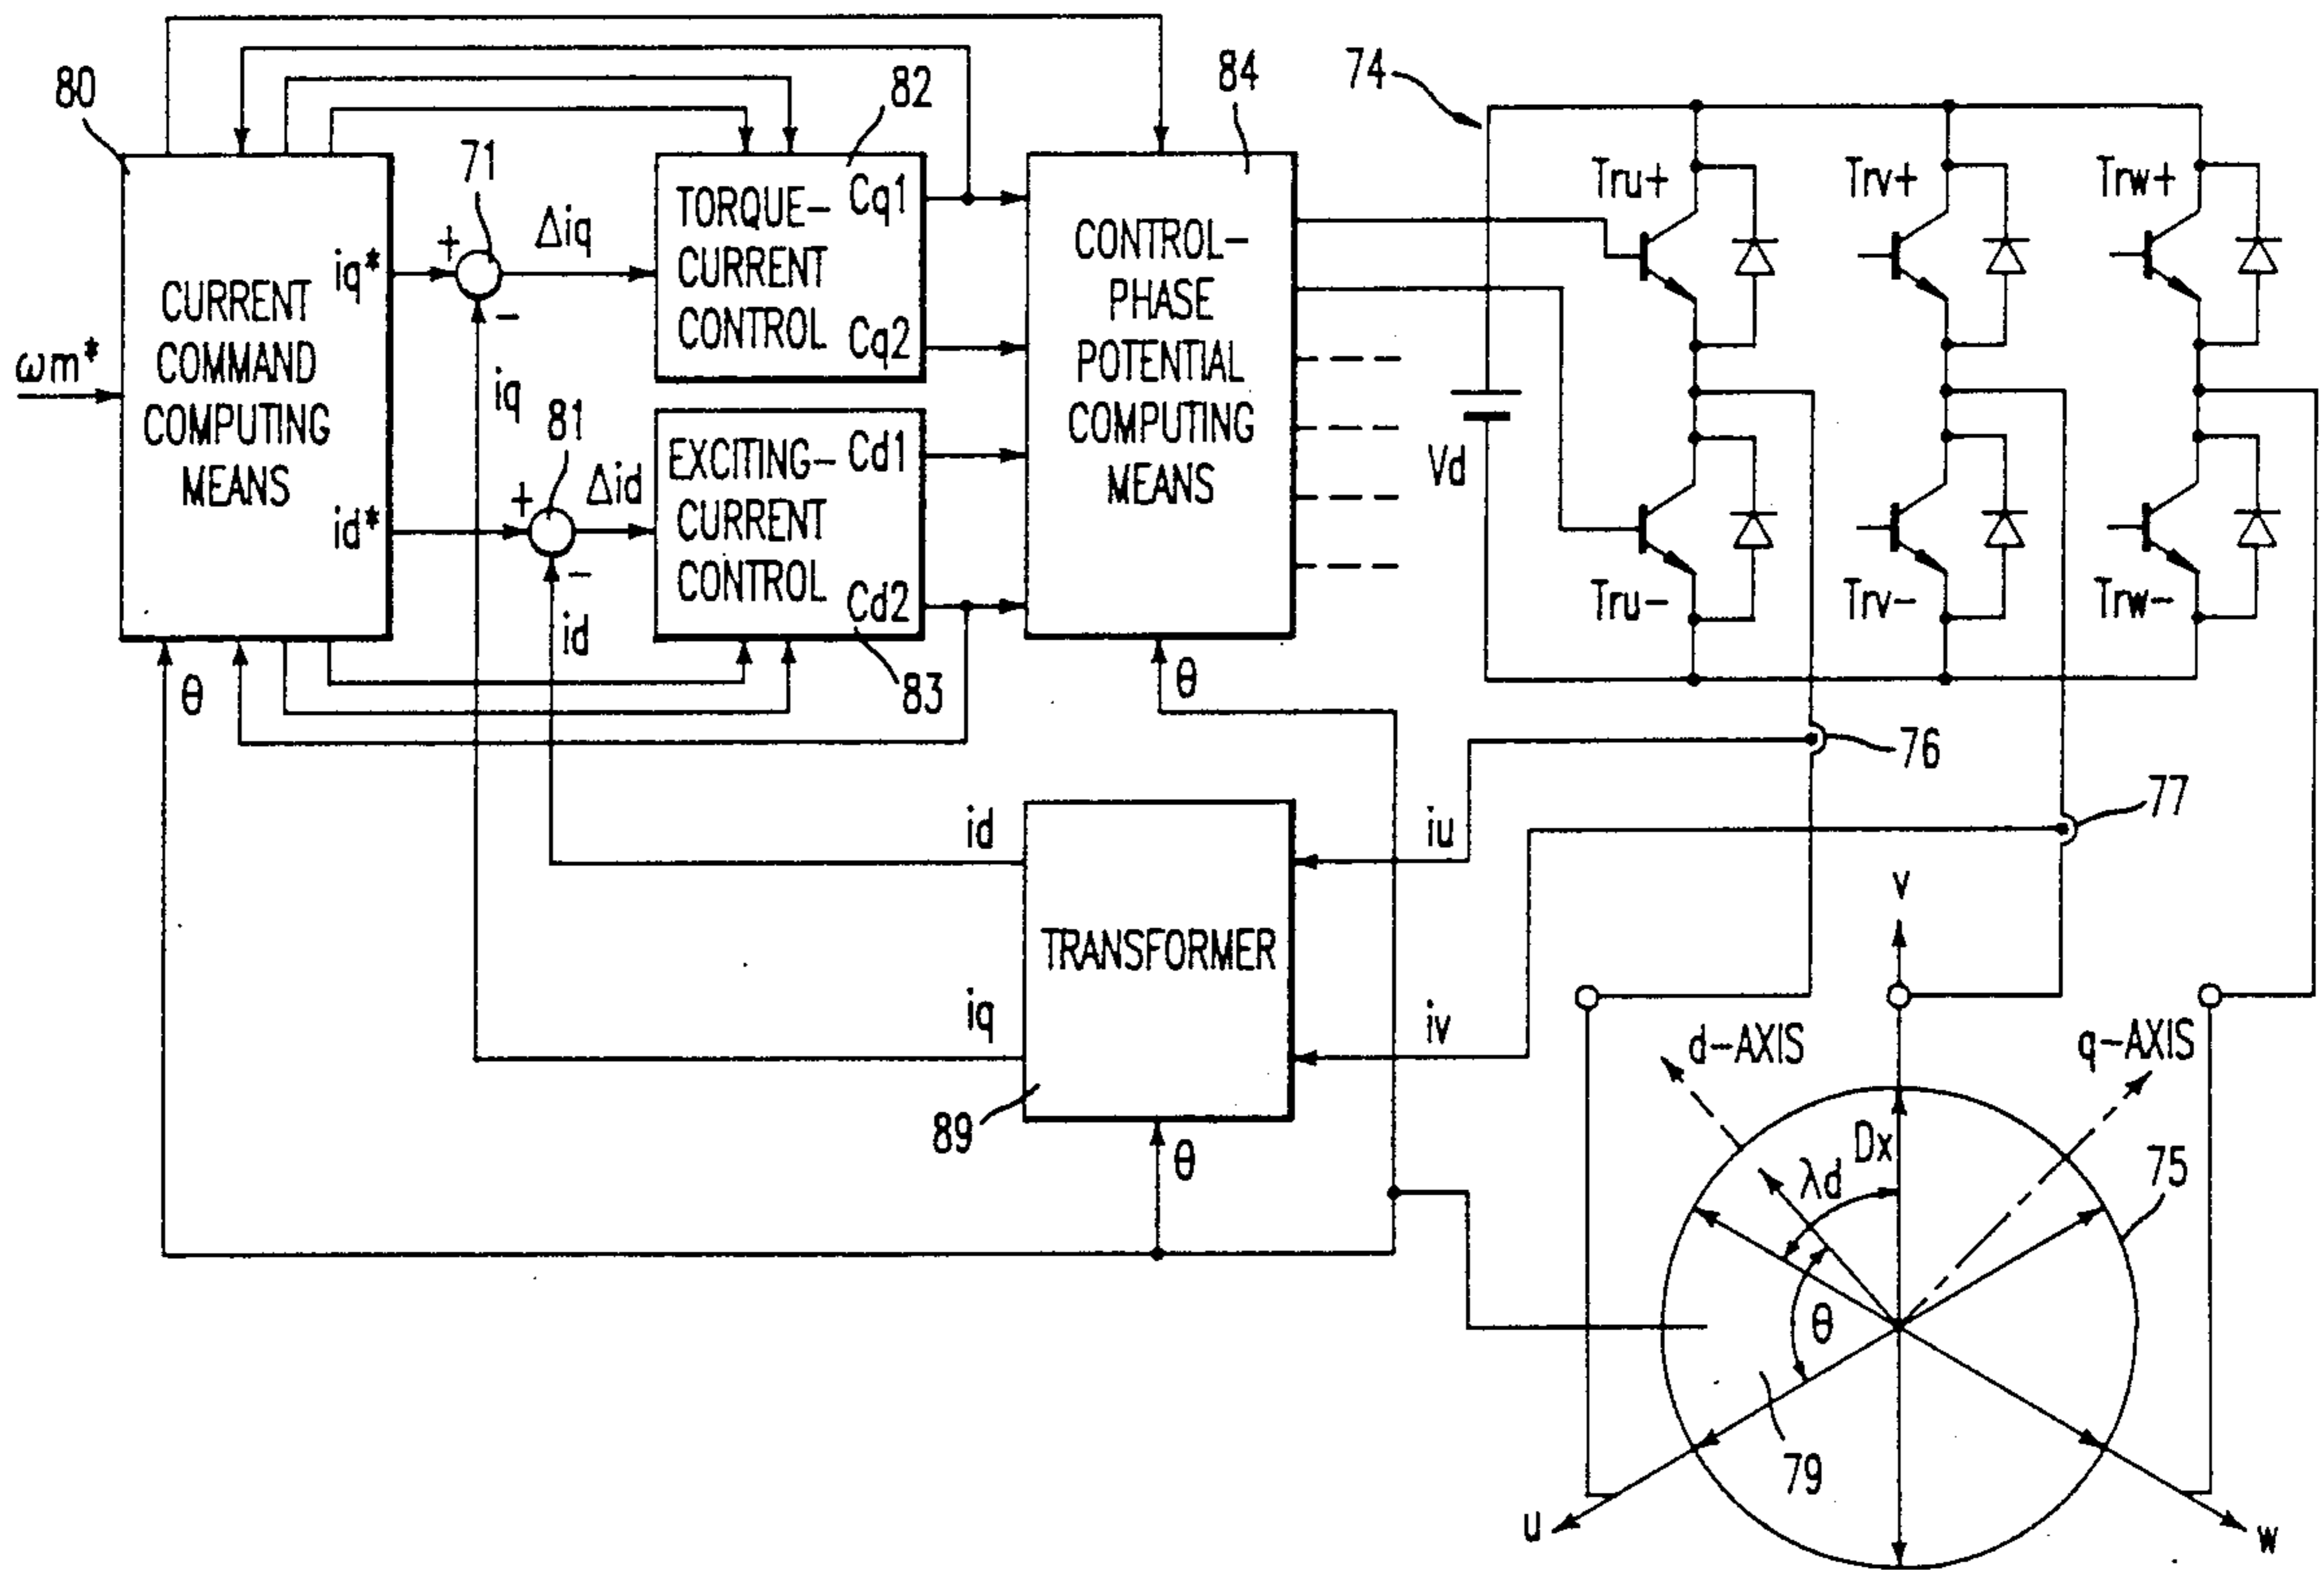 80
71
82
84
74
ωm*
CURRENT
COMMAND
COMPUTING
MEANS
iq*
id*
+
Δiq
-
iq
81
+
Δid
-
id
TORQUE-
CURRENT
CONTROL
Cq1
Cq2
EXCITING-
CURRENT
CONTROL
Cd1
Cd2
83
CONTROL-
PHASE
POTENTIAL
COMPUTING
MEANS
Vd
Tru+
Trv+
Trw+
Tru-
Trv-
Trw-
θ
θ
76
77
id
iq
TRANSFORMER
iu
iv
89
θ
v
d-AXIS
q-AXIS
Dx
λd
75
θ
79
u
w